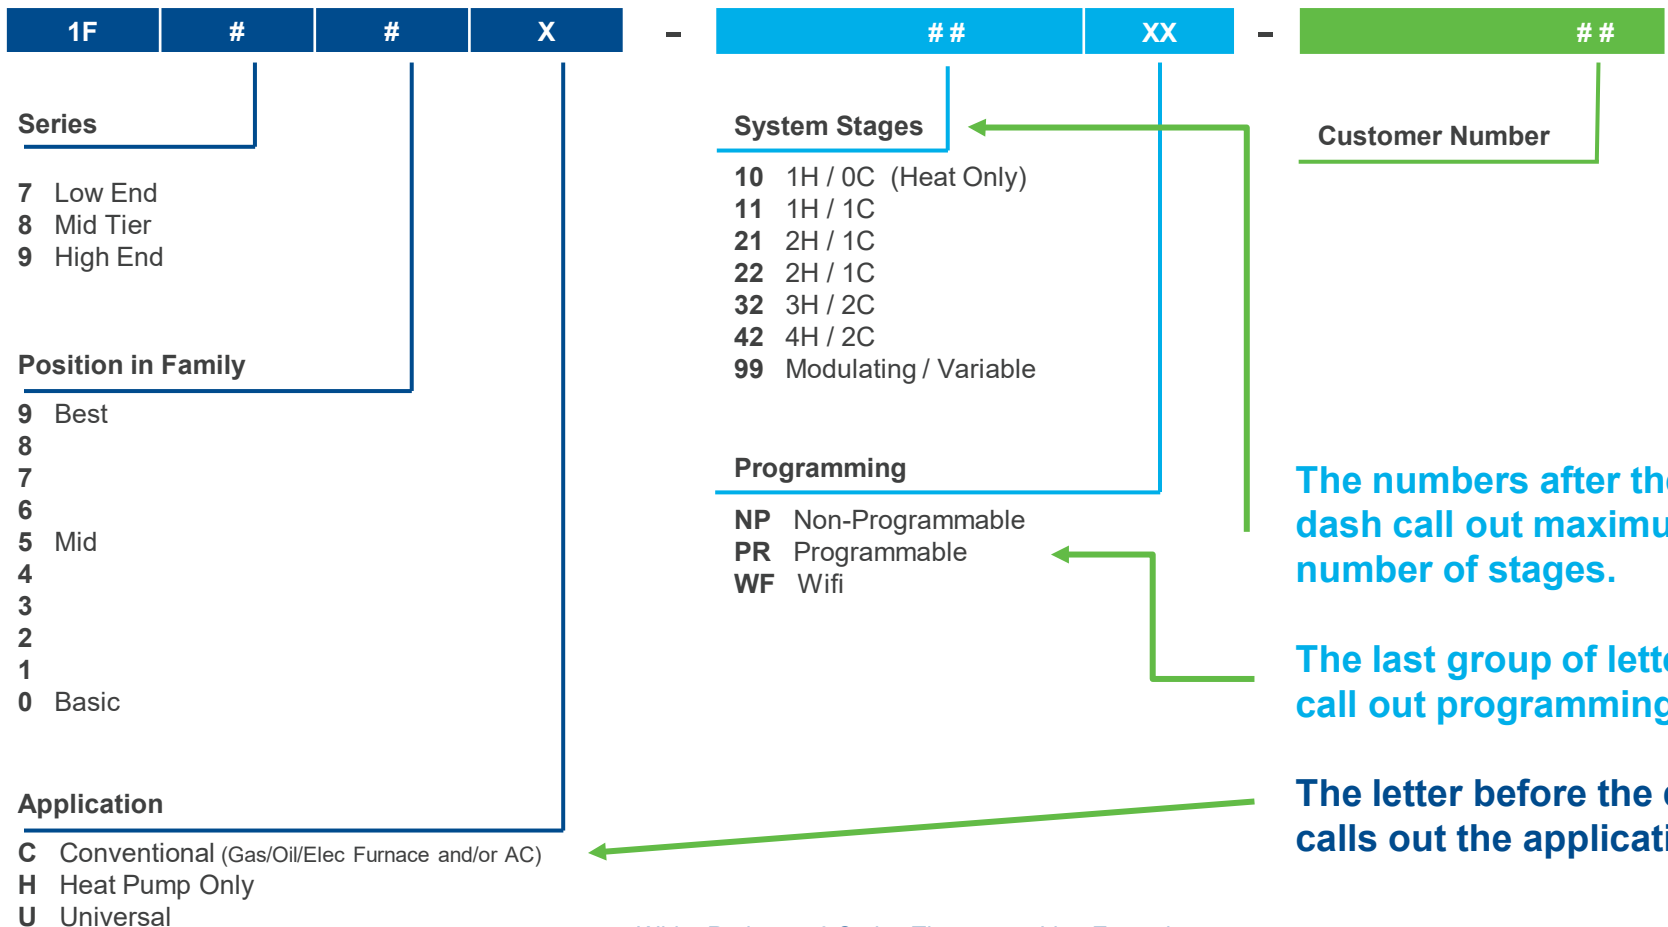 1F # # X - ## XX - ##
Series
7 Low End
8 Mid Tier
9 High End
Position in Family
9 Best
8
7
6
5 Mid
4
3
2
1
0 Basic
Application
C Conventional (Gas/Oil/Elec Furnace and/or AC)
H Heat Pump Only
U Universal
System Stages
10 1H / 0C (Heat Only)
11 1H / 1C
21 2H / 1C
22 2H / 1C
32 3H / 2C
42 4H / 2C
99 Modulating / Variable
Programming
NP Non-Programmable
PR Programmable
WF Wifi
Customer Number
The numbers after the
dash call out
number of stages.
The last group of
call out programming
The letter before the
calls out the